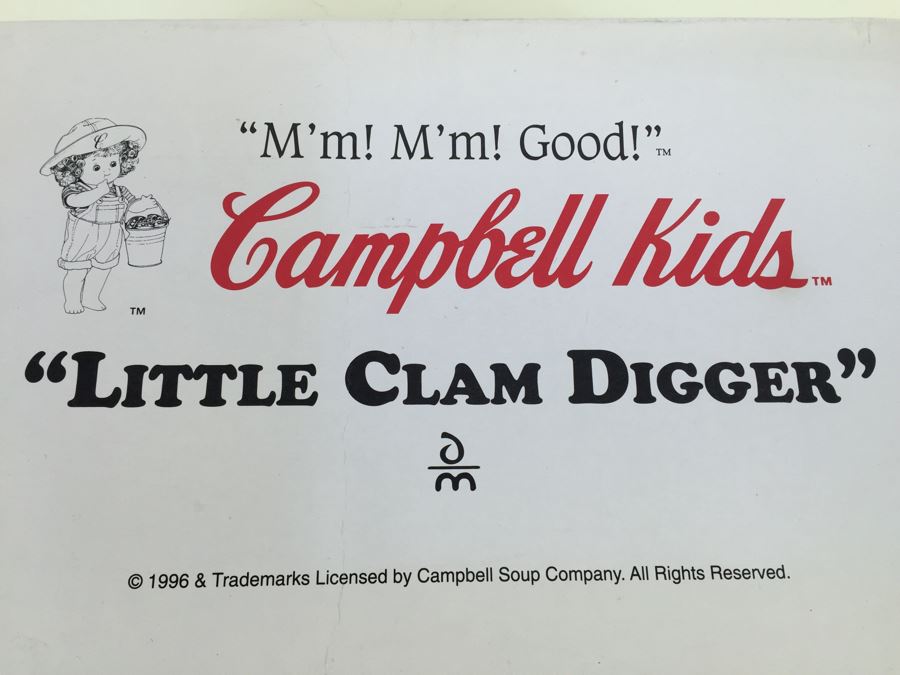 "M'm! M'm! Good!"™
Campbell Kids™
TM
"LITTLE CLAM DIGGER"
© 1996 & Trademarks Licensed by Campbell Soup Company. All Rights Reserved.